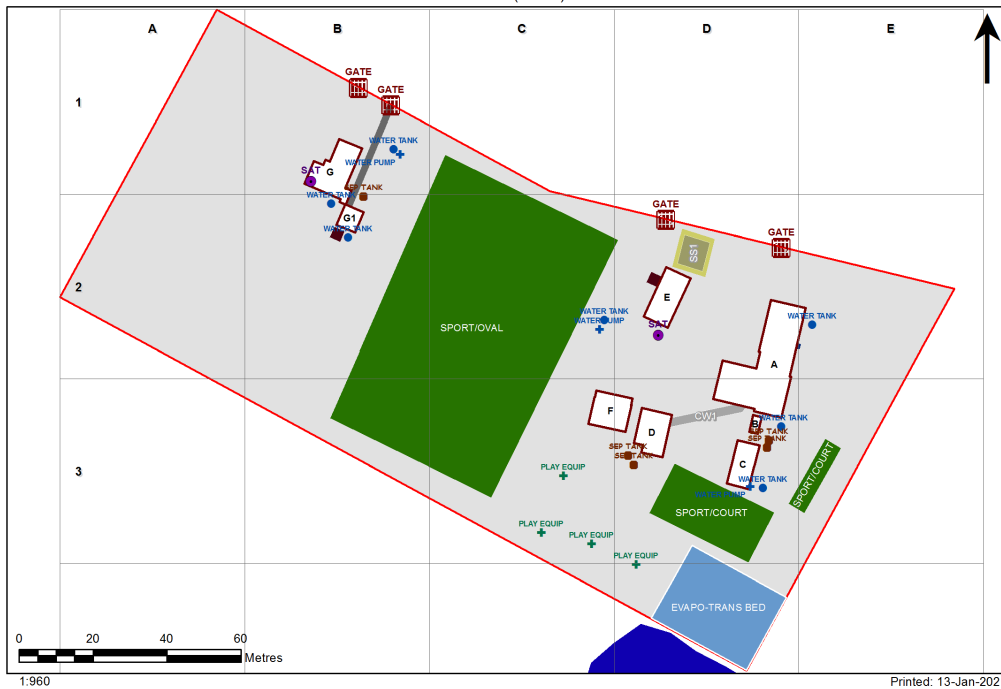 A
B
C
D
E
GATE
1
GATE
WATER TANK
WATER PUMP
SAT
G
SEP TANK
WATER TANK
GATE
G1
WATER TANK
GATE
SS1
2
E
WATER TANK
WATER TANK
WATER PUMP
SAT
SPORT/OVAL
A
F
CW1
WATER TANK
B
D
SEP TANK
SEP TANK
SEP TANK
SEP TANK
C
3
PLAY EQUIP
SPORT/COURT
WATER TANK
WATER PUMP
SPORT/COURT
PLAY EQUIP
PLAY EQUIP
PLAY EQUIP
EVAPO-TRANS BED
0 20 40 60
Metres
1:960
Printed: 13-Jan-202